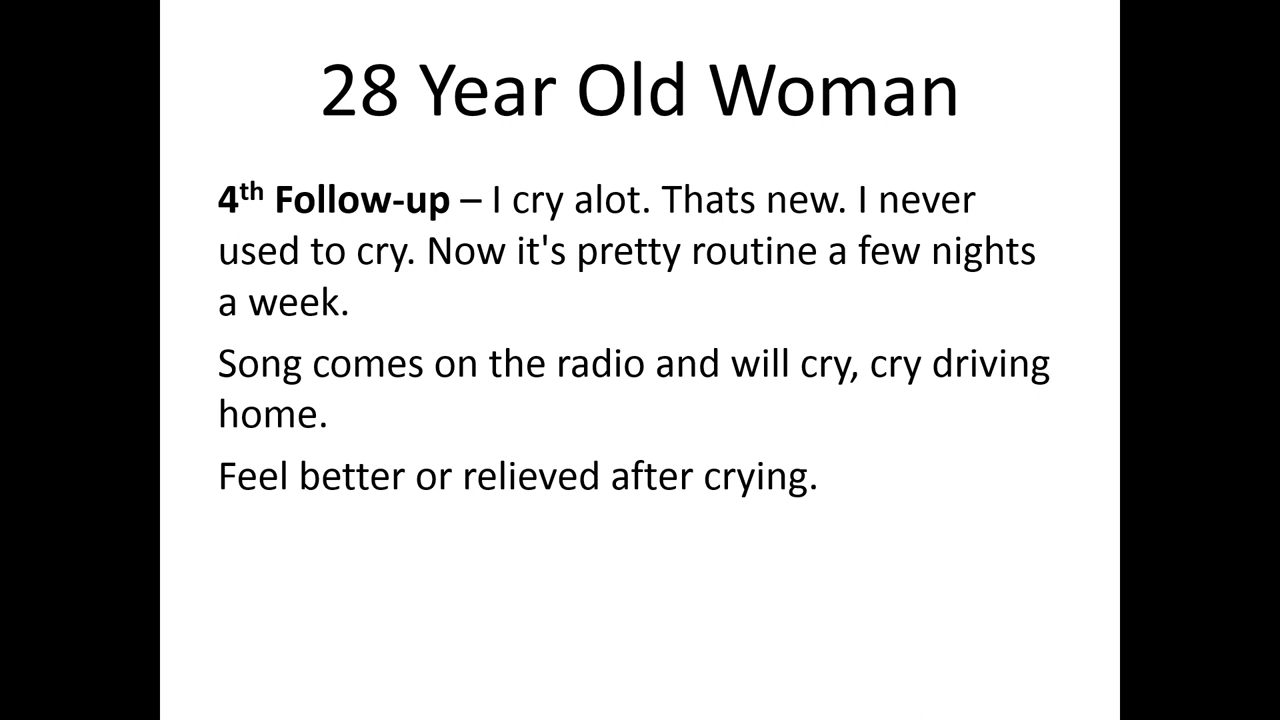 28 Year Old Woman
4th Follow-up – I cry alot. Thats new. I never
used to cry. Now it's pretty routine a few nights
a week.
Song comes on the radio and will cry, cry driving
home.
Feel better or relieved after crying.